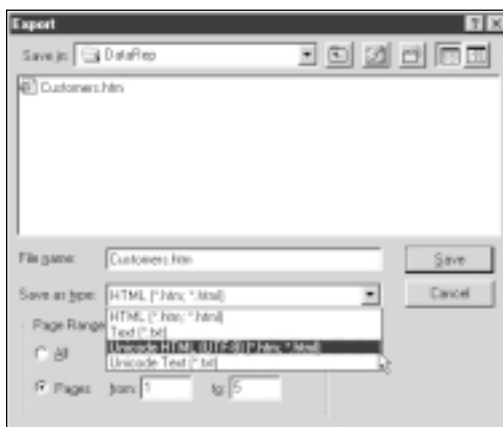 Export
Save in: DataRep
Customers.htm
File name: Customers.htm
Save
Save as type: HTML (*.htm; *.html)
Cancel
HTML (*.htm; *.html)
Text (*.txt)
Unicode HTML (UTF-8) (*.htm; *.html)
Unicode Text (*.txt)
Page Range
All
Pages from: 1 to: 5